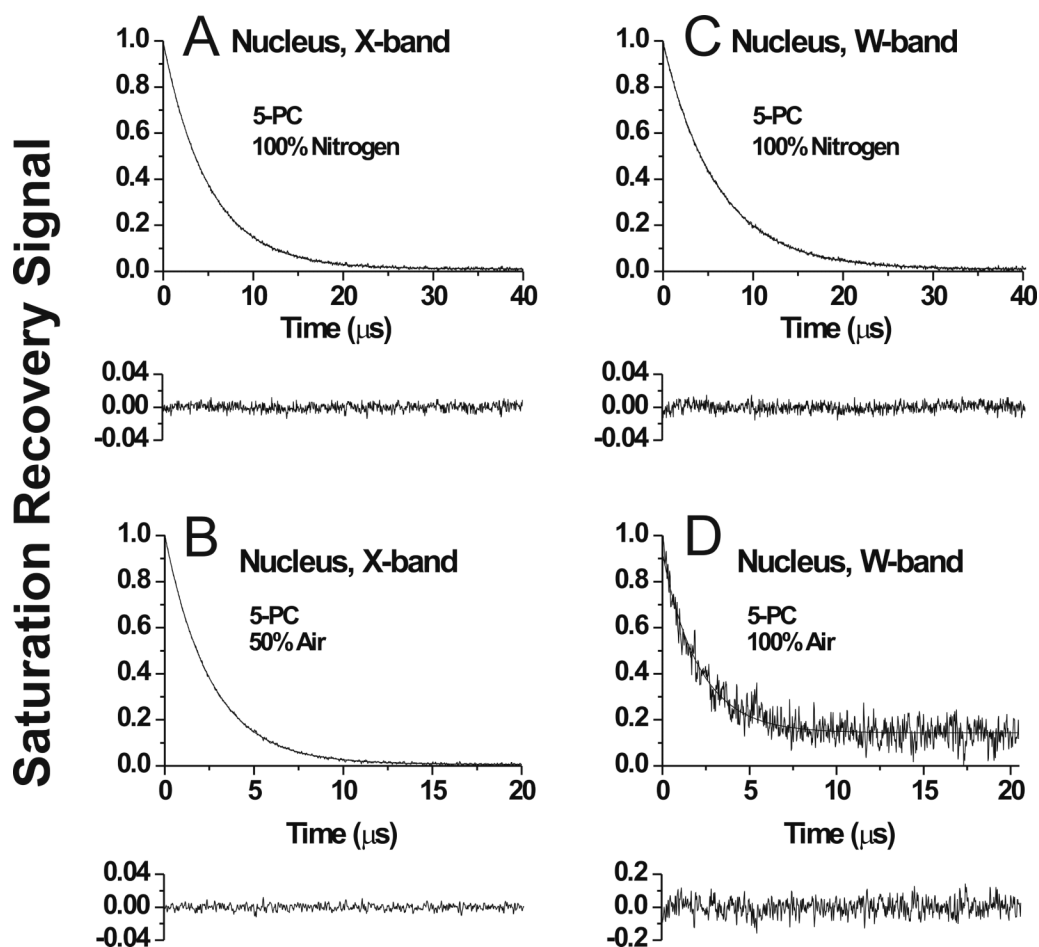 Saturation Recovery Signal
A Nucleus, X-band
5-PC
100% Nitrogen
1.0
0.8
0.6
0.4
0.2
0.0
0 10 20 30 40
Time (μs)
0.04
0.00
-0.04
C Nucleus, W-band
5-PC
100% Nitrogen
1.0
0.8
0.6
0.4
0.2
0.0
0 10 20 30 40
Time (μs)
0.04
0.00
-0.04
B Nucleus, X-band
5-PC
50% Air
1.0
0.8
0.6
0.4
0.2
0.0
0 5 10 15 20
Time (μs)
0.04
0.00
-0.04
D Nucleus, W-band
5-PC
100% Air
1.0
0.8
0.6
0.4
0.2
0.0
0 5 10 15 20
Time (μs)
0.2
0.0
-0.2